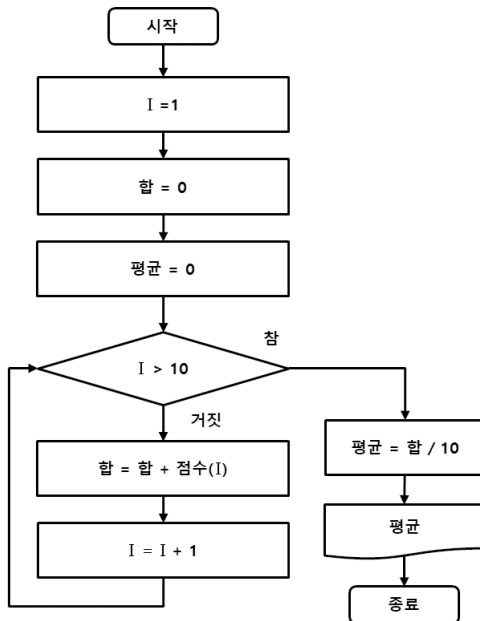 시작
Ⅰ =1
합 = 0
평균 = 0
Ⅰ > 10
참
거짓
합 = 합 + 점수(Ⅰ)
Ⅰ = Ⅰ + 1
평균 = 합 / 10
평균
종료